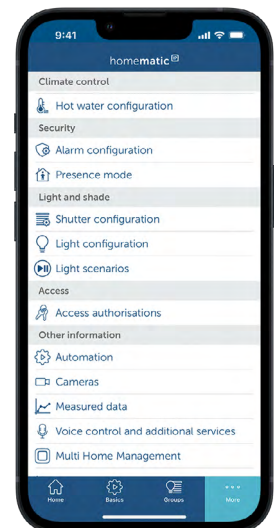 9:41
homematic IP
Climate control
Hot water configuration
Security
Alarm configuration
Presence mode
Light and shade
Shutter configuration
Light configuration
Light scenarios
Access
Access authorisations
Other information
Automation
Cameras
Measured data
Voice control and additional services
Multi Home Management
Home Basics Groups More